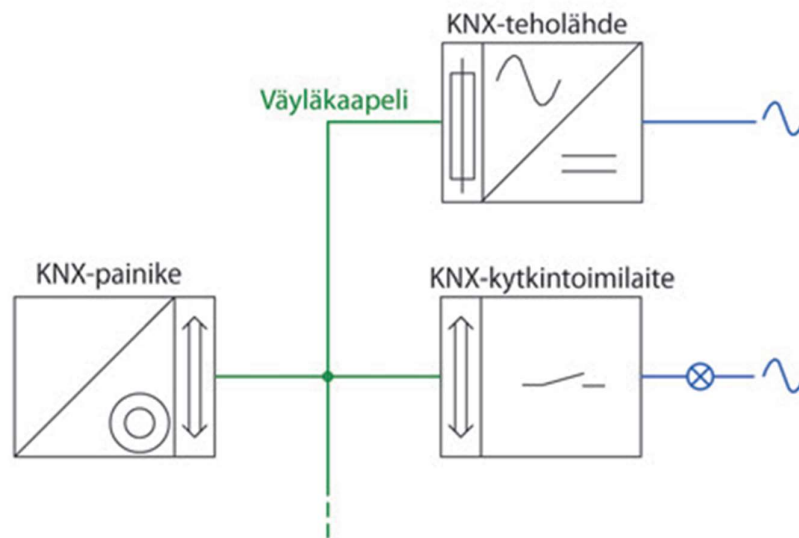 KNX-teholähde
Väyläkaapeli
KNX-painike
KNX-kytkintoimilaite